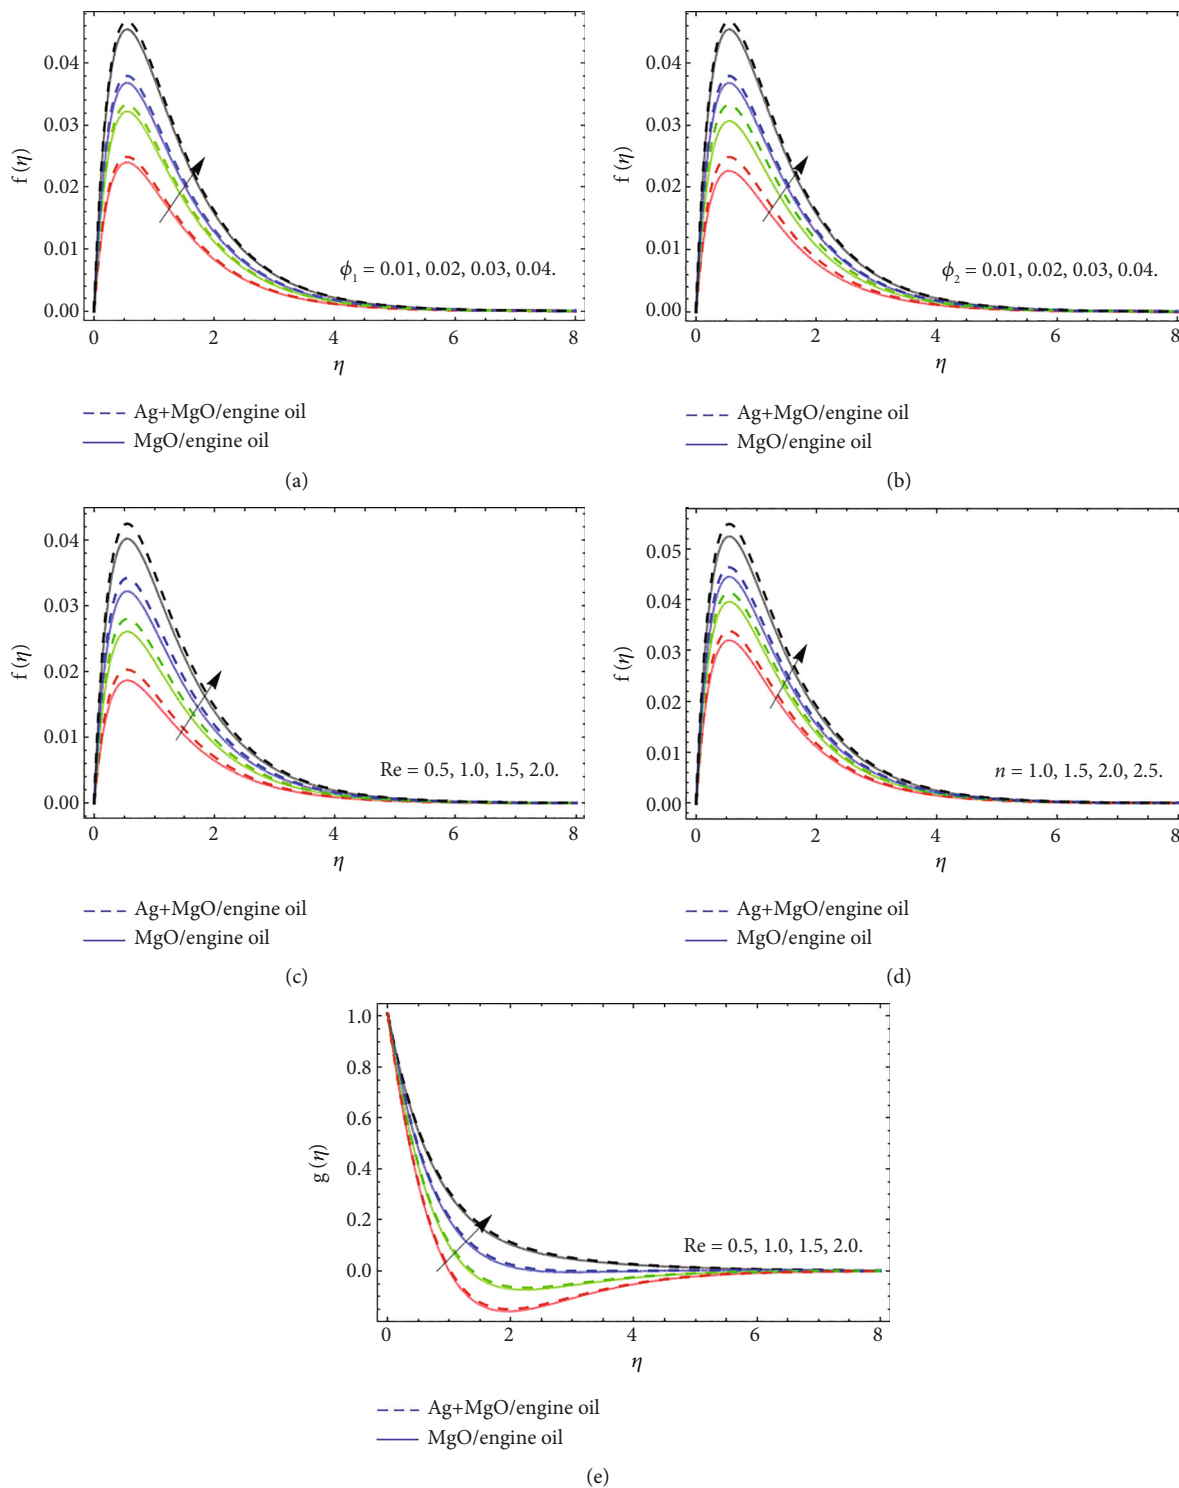 0.04
0.03
0.02
0.01
0.00
f (η)
ϕ1 = 0.01, 0.02, 0.03, 0.04.
0 2 4 6 8
η
Ag+MgO/engine oil
MgO/engine oil
(a)
0.04
0.03
0.02
0.01
0.00
f (η)
ϕ2 = 0.01, 0.02, 0.03, 0.04.
0 2 4 6 8
η
Ag+MgO/engine oil
MgO/engine oil
(b)
0.04
0.03
0.02
0.01
0.00
f (η)
Re = 0.5, 1.0, 1.5, 2.0.
0 2 4 6 8
η
Ag+MgO/engine oil
MgO/engine oil
(c)
0.05
0.04
0.03
0.02
0.01
0.00
f (η)
n = 1.0, 1.5, 2.0, 2.5.
0 2 4 6 8
η
Ag+MgO/engine oil
MgO/engine oil
(d)
1.0
0.8
0.6
0.4
0.2
0.0
g (η)
Re = 0.5, 1.0, 1.5, 2.0.
0 2 4 6 8
η
Ag+MgO/engine oil
MgO/engine oil
(e)